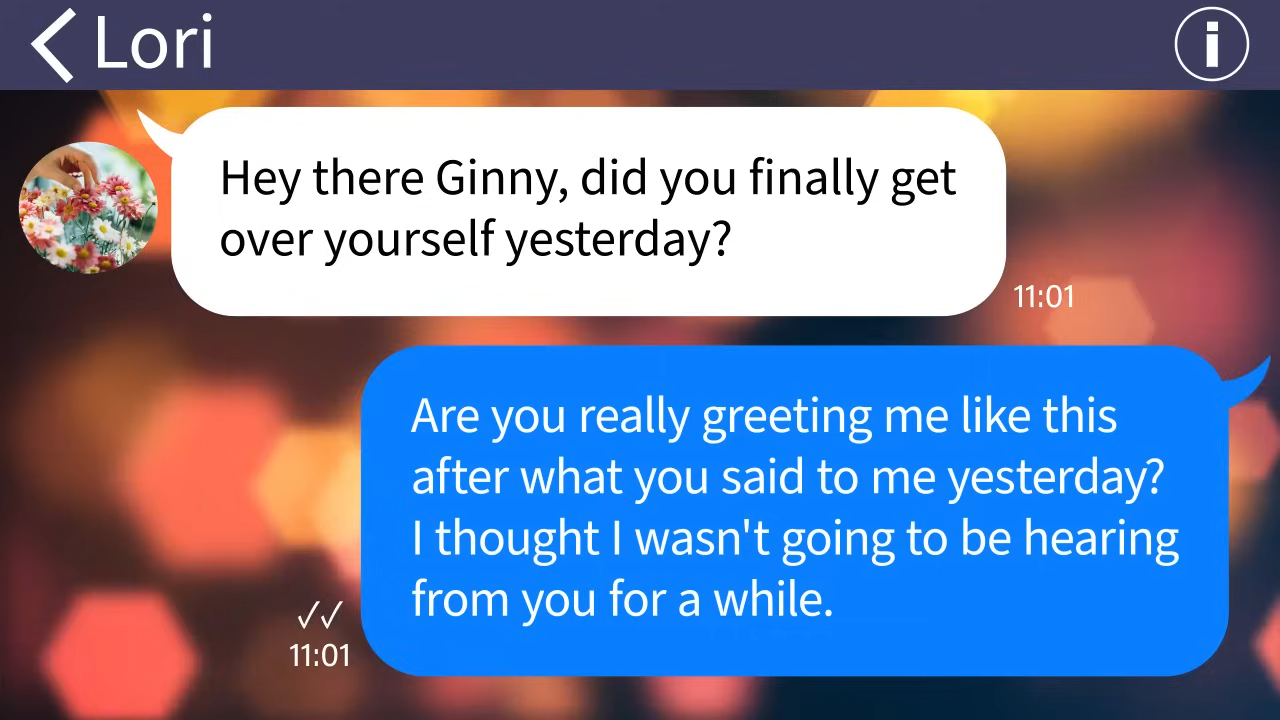 Lori
Hey there Ginny, did you finally get
over yourself yesterday?
11:01
Are you really greeting me like this
after what you said to me yesterday?
I thought I wasn't going to be hearing
from you for a while.
✓✓
11:01